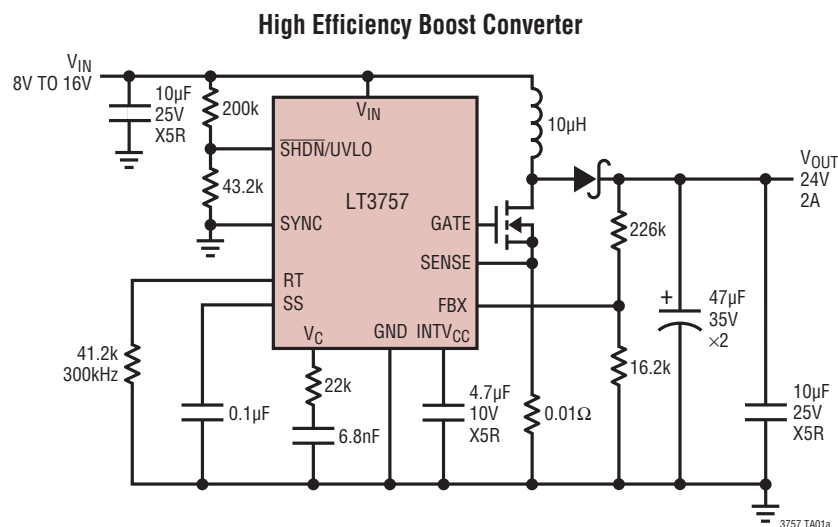 High Efficiency Boost Converter
VIN
8V TO 16V
10µF
25V
X5R
200k
43.2k
VIN
SHDN/UVLO
LT3757
SYNC
GATE
SENSE
RT
SS
FBX
VC
GND
INTVCC
10µH
VOUT
24V
2A
226k
16.2k
47µF
35V
×2
10µF
25V
X5R
41.2k
300kHz
0.1µF
22k
6.8nF
4.7µF
10V
X5R
0.01Ω
+
3757 TA01a